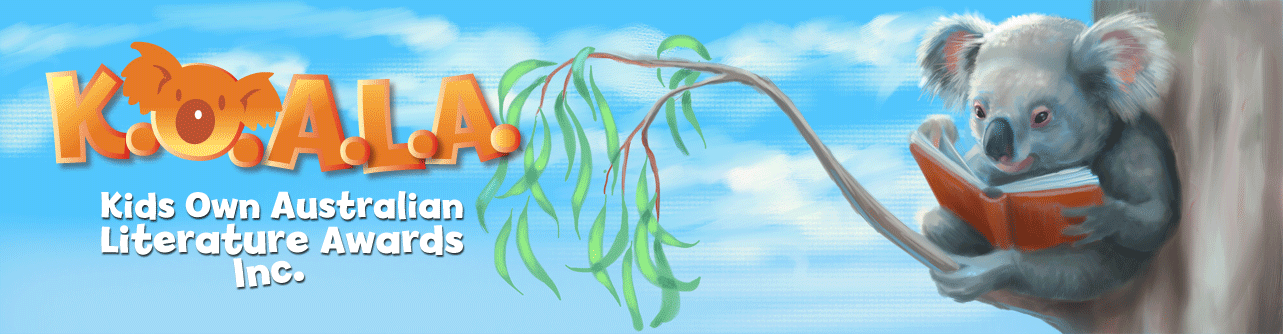 K.O.A.L.A.
Kids Own Australian
Literature Awards
Inc.